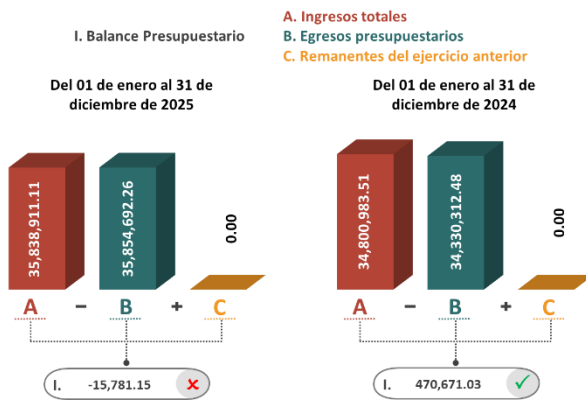 I. Balance Presupuestario
A. Ingresos totales
B. Egresos presupuestarios
C. Remanentes del ejercicio anterior
Del 01 de enero al 31 de
diciembre de 2025
35,838,911.11
35,854,692.26
0.00
A – B + C
I. -15,781.15 ✘
Del 01 de enero al 31 de
diciembre de 2024
34,800,983.51
34,330,312.48
0.00
A – B + C
I. 470,671.03 ✓